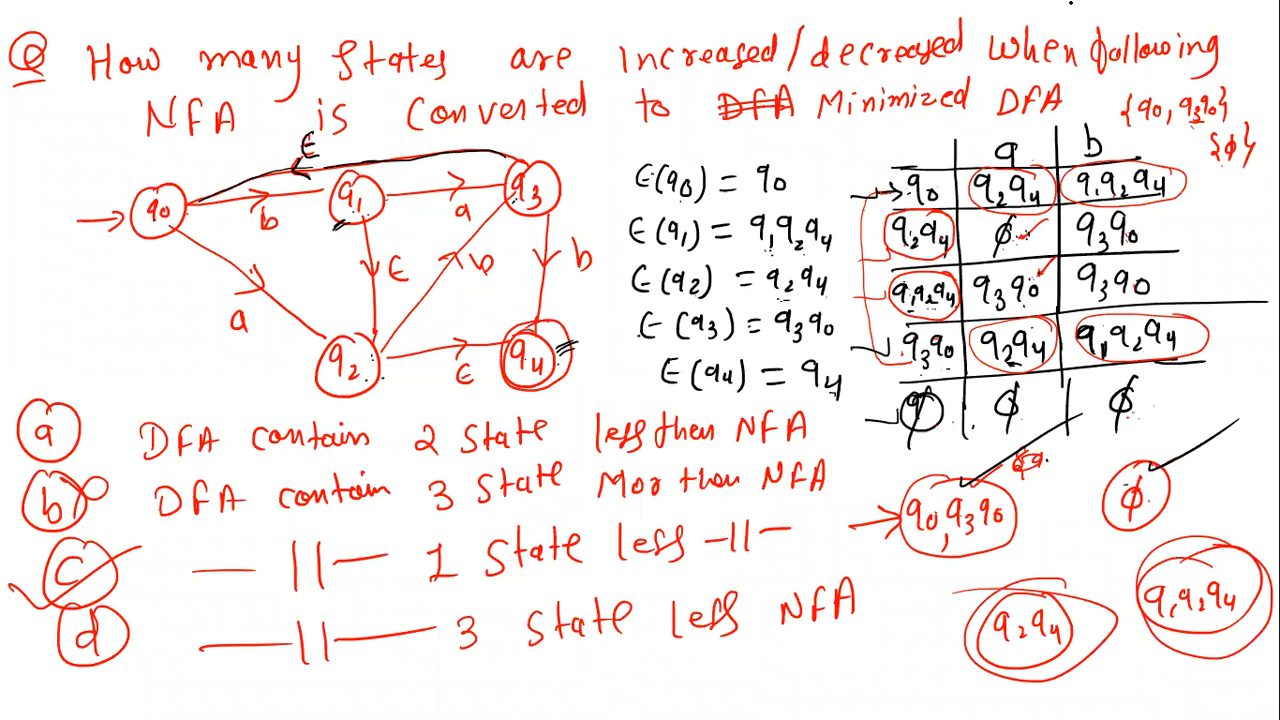 Q How many states are increased/decreased when following
NFA is converted to DFA Minimized DFA
{q0, q3q0}
{ϕ}
ε
q0
b
q1
a
q3
a
ε
b
b
q2
ε
q4
ε(q0) = q0
ε(q1) = q1q2q4
ε(q2) = q2q4
ε(q3) = q3q0
ε(q4) = q4
a b
→q0 q2q4 q1q2q4
q2q4 ϕ q3q0
q1q2q4 q3q0 q3q0
q3q0 q2q4 q1q2q4
ϕ ϕ ϕ
a DFA contain 2 state less then NFA
b DFA contain 3 state Mor then NFA
c —||— 1 state less —||—
d —||— 3 state less NFA
q0,q3q0
ϕ
q2q4
q1q2q4